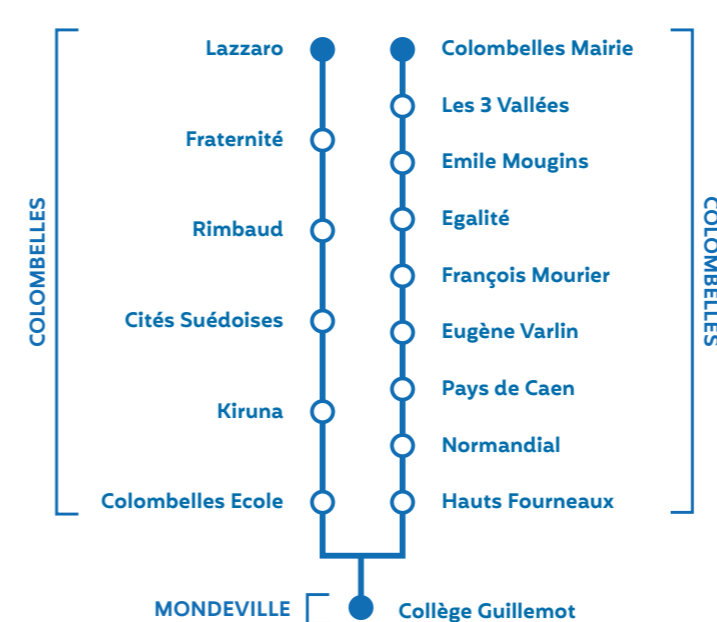 Lazzaro
Fraternité
Rimbaud
Cités Suédoises
Kiruna
Colombelles Ecole
COLOMBELLES
Colombelles Mairie
Les 3 Vallées
Emile Mougins
Egalité
François Mourier
Eugène Varlin
Pays de Caen
Normandial
Hauts Fourneaux
COLOMBELLES
MONDEVILLE
Collège Guillemot